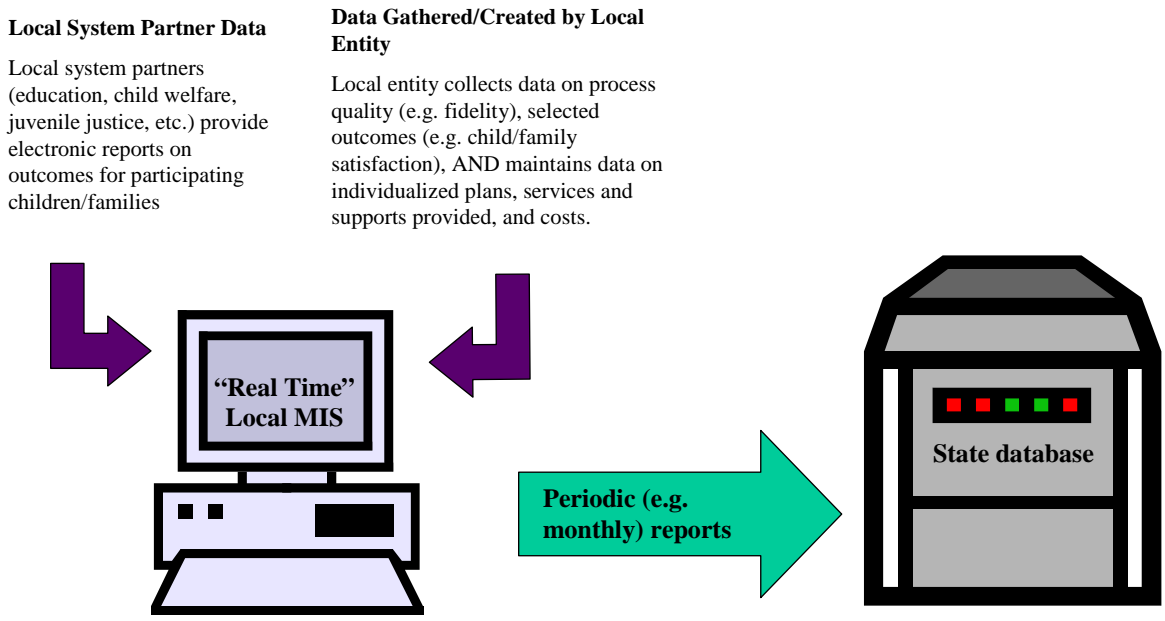 Local System Partner Data
Local system partners
(education, child welfare,
juvenile justice, etc.) provide
electronic reports on
outcomes for participating
children/families
Data Gathered/Created by Local
Entity
Local entity collects data on process
quality (e.g. fidelity), selected
outcomes (e.g. child/family
satisfaction), AND maintains data on
individualized plans, services and
supports provided, and costs.
“Real Time”
Local MIS
Periodic (e.g.
monthly) reports
State database